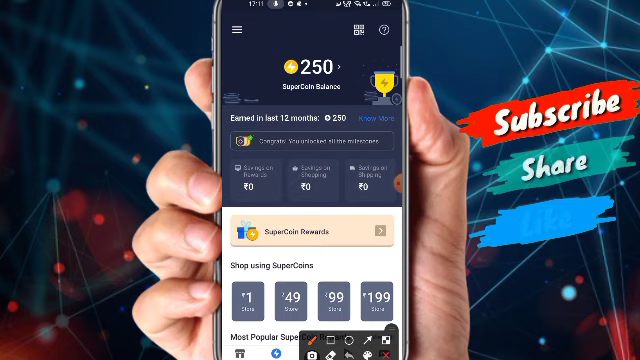 17:11
250 >
SuperCoin Balance
Earned in last 12 months: 250
Know More
Congrats! You unlocked all the milestones
Savings on Rewards
₹0
Savings on Shopping
₹0
Savings on Shipping
₹0
SuperCoin Rewards
Shop using SuperCoins
₹1
Store
₹49
Store
₹99
Store
₹199
Store
Most Popular SuperCoin
Subscribe
Share
Like